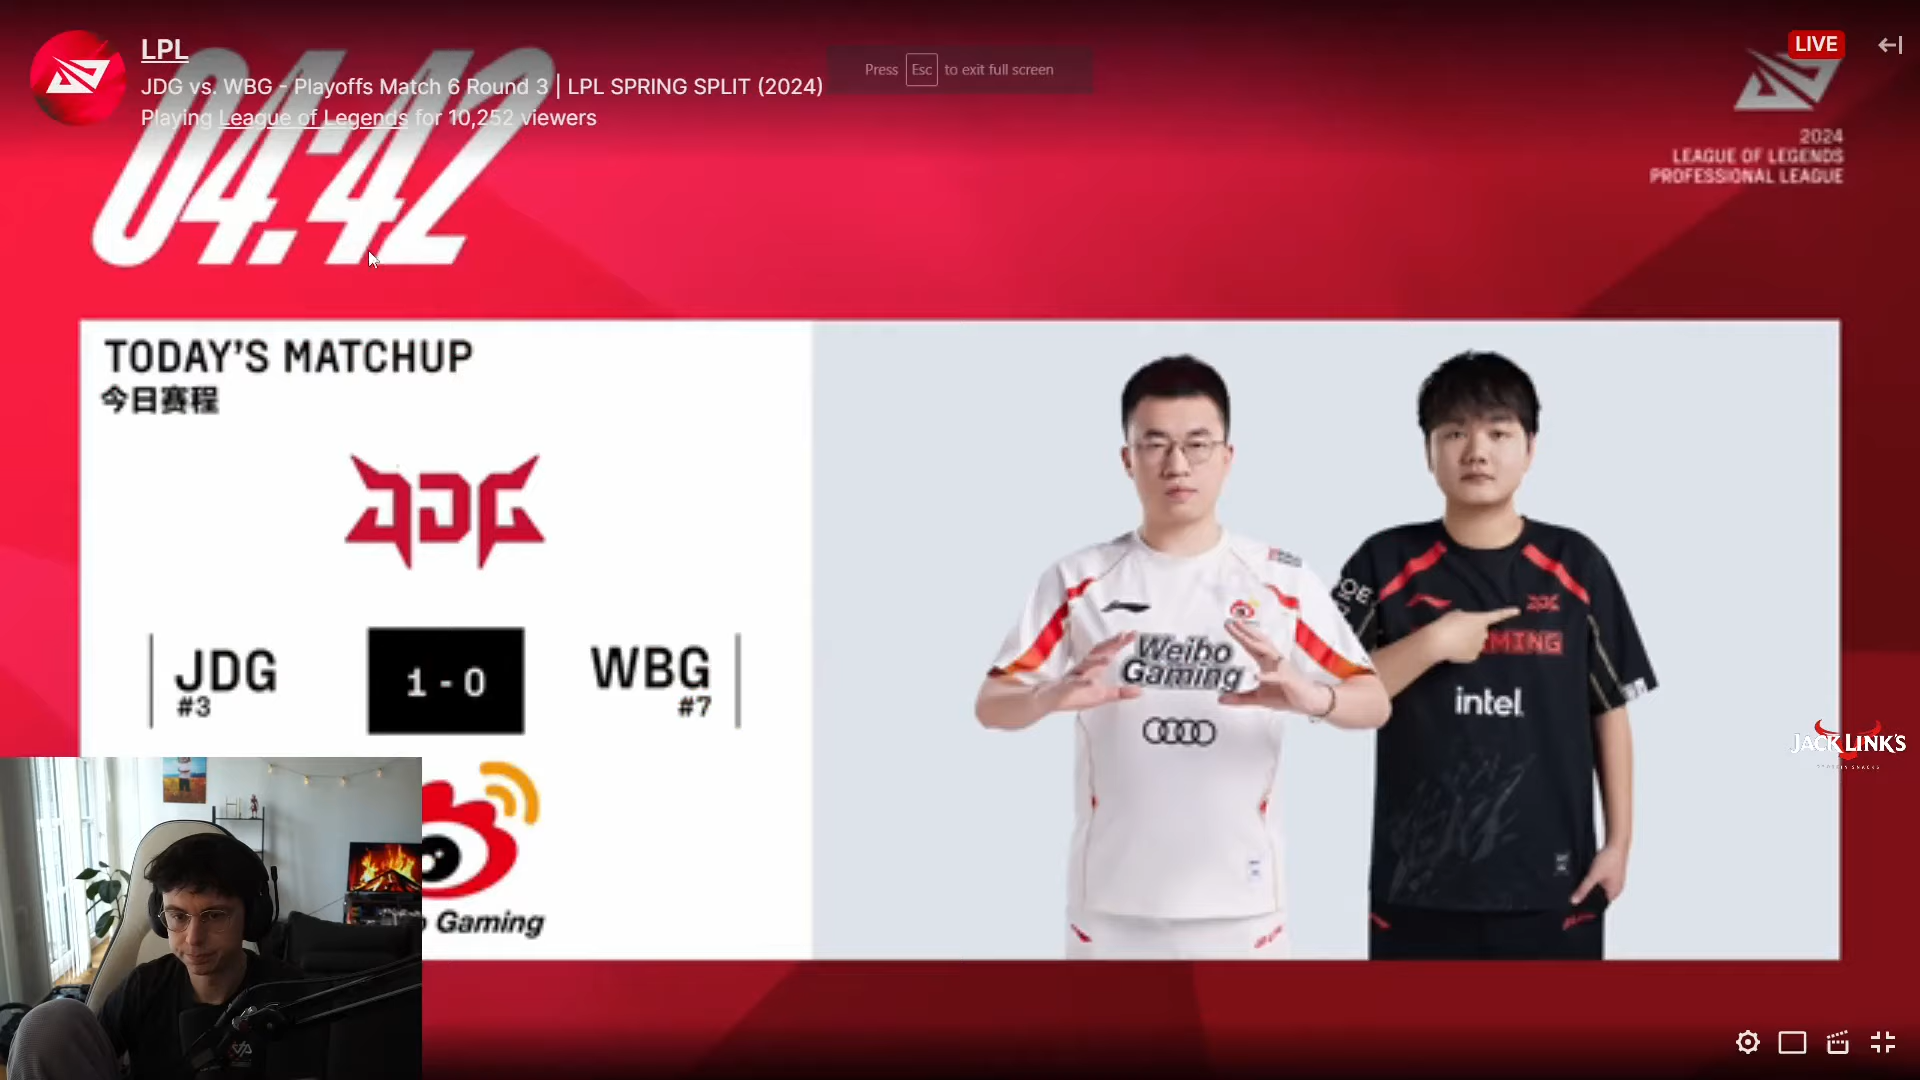 LPL
JDG vs. WBG - Playoffs Match 6 Round 3 | LPL SPRING SPLIT (2024)
Playing League of Legends for 10,252 viewers
Press Esc to exit full screen
LIVE
04:42
2024
LEAGUE OF LEGENDS
PROFESSIONAL LEAGUE
TODAY'S MATCHUP
今日赛程
JDG
JDG
#3
1 - 0
WBG
#7
Gaming
Weibo
Gaming
MING
intel
JACK LINK'S